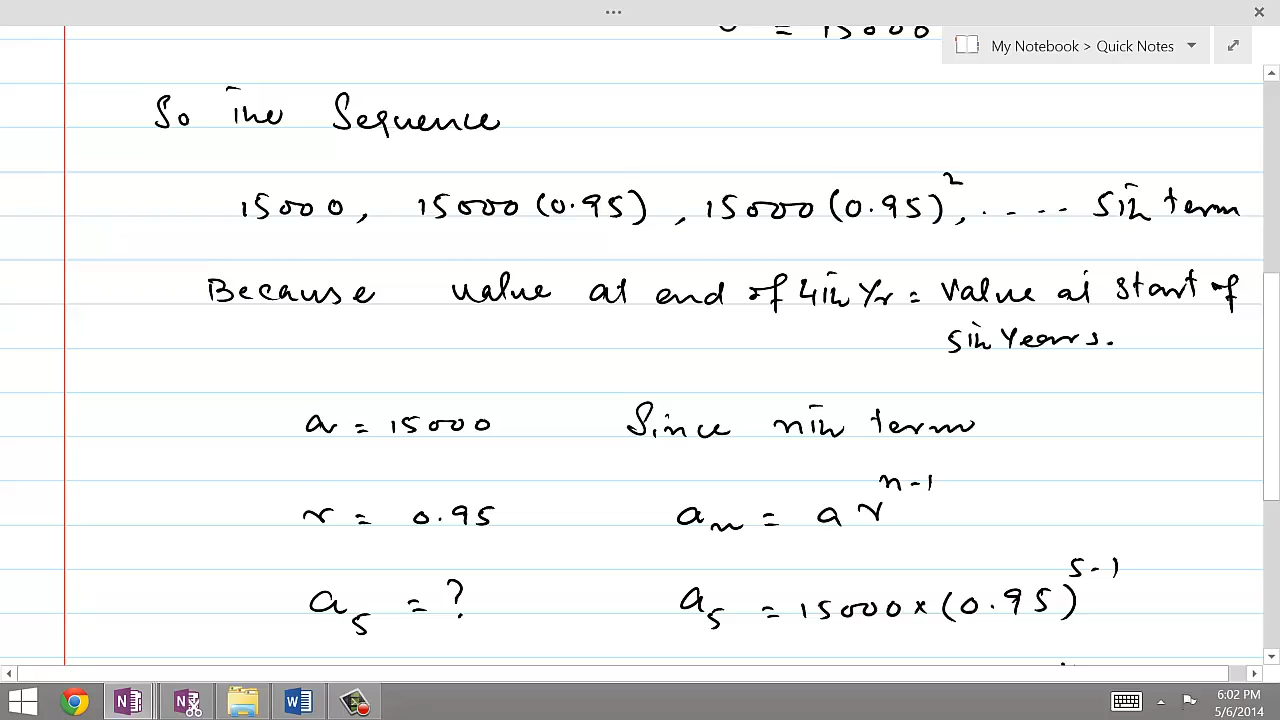 ...
= 15000
My Notebook > Quick Notes
So the Sequence
15000, 15000(0.95), 15000(0.95)², ..... 5th term
Because value at end of 4th Yr = Value at start of
5th Years.
a = 15000 Since nth term
r = 0.95 aₙ = a rⁿ⁻¹
a₅ = ? a₅ = 15000 × (0.95)⁵⁻¹
6:02 PM
5/6/2014